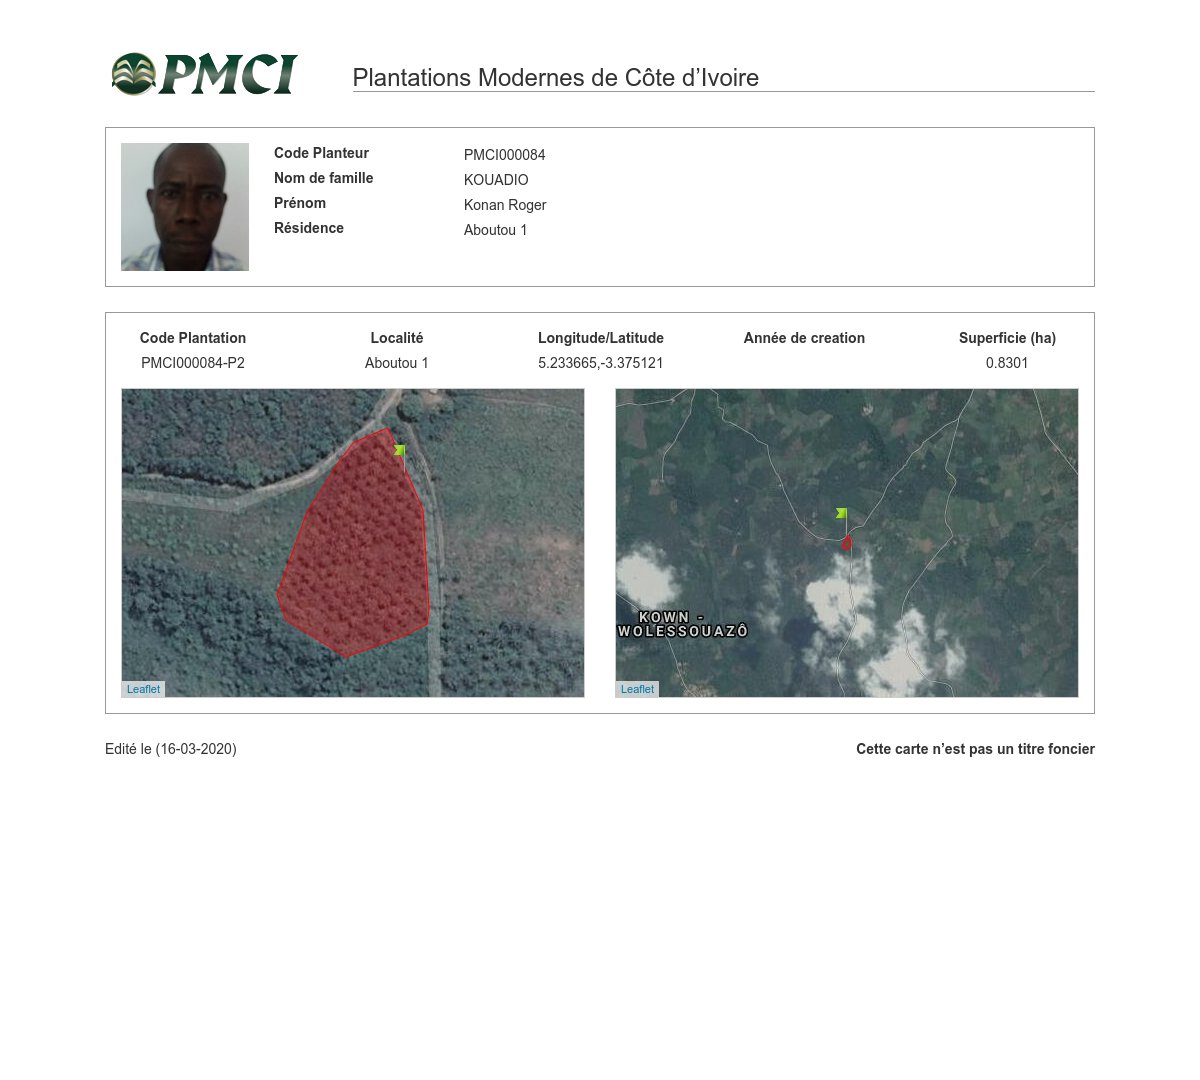 PMCI
Plantations Modernes de Côte d’Ivoire
Code Planteur PMCI000084
Nom de famille KOUADIO
Prénom Konan Roger
Résidence Aboutou 1
Code Plantation Localité Longitude/Latitude Année de creation Superficie (ha)
PMCI000084-P2 Aboutou 1 5.233665,-3.375121 0.8301
KOWN -
WOLESSOUAZÔ
Leaflet Leaflet
Edité le (16-03-2020) Cette carte n’est pas un titre foncier